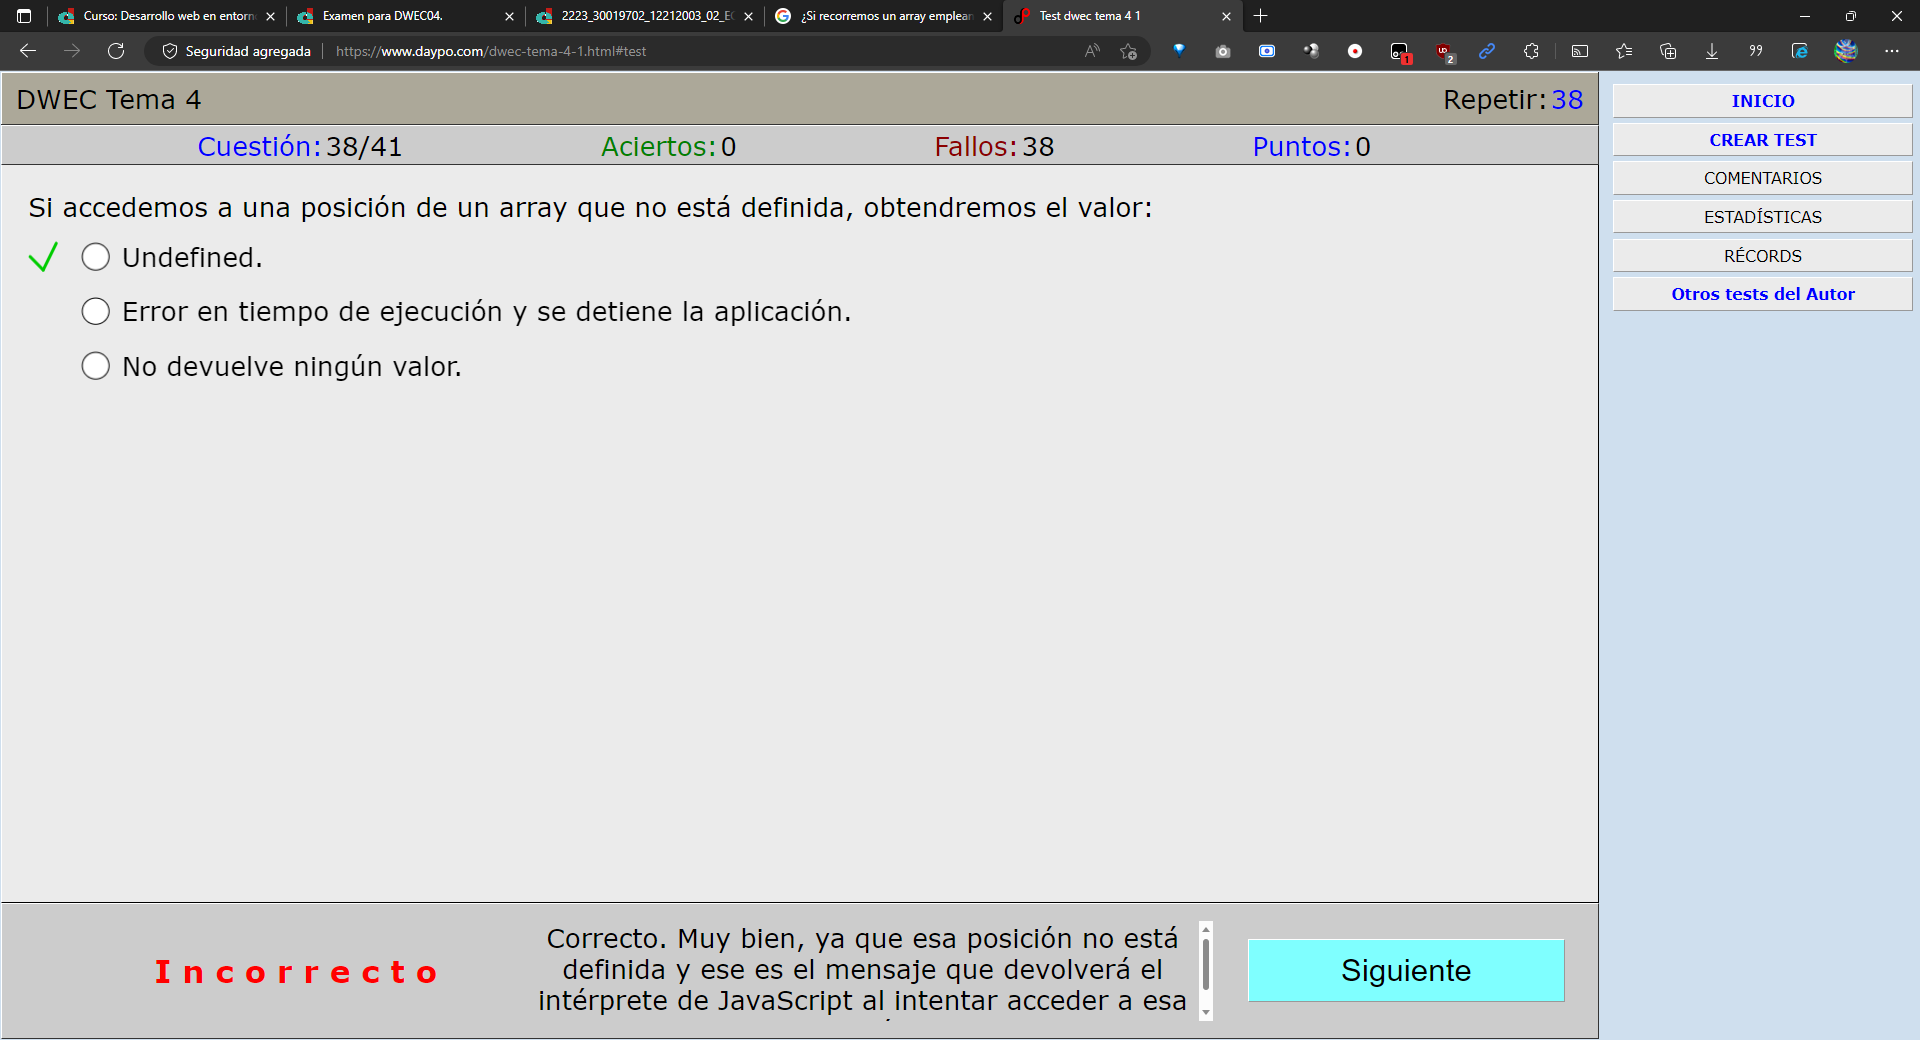 Curso: Desarrollo web en entorno
Examen para DWEC04.
2223_30019702_12212003_02_EC
¿Si recorremos un array emplean
Test dwec tema 4 1
Seguridad agregada
https://www.daypo.com/dwec-tema-4-1.html#test
1
2
DWEC Tema 4
Repetir: 38
Cuestión: 38/41
Aciertos: 0
Fallos: 38
Puntos: 0
Si accedemos a una posición de un array que no está definida, obtendremos el valor:
Undefined.
Error en tiempo de ejecución y se detiene la aplicación.
No devuelve ningún valor.
Incorrecto
Correcto. Muy bien, ya que esa posición no está
definida y ese es el mensaje que devolverá el
intérprete de JavaScript al intentar acceder a esa
Siguiente
INICIO
CREAR TEST
COMENTARIOS
ESTADÍSTICAS
RÉCORDS
Otros tests del Autor